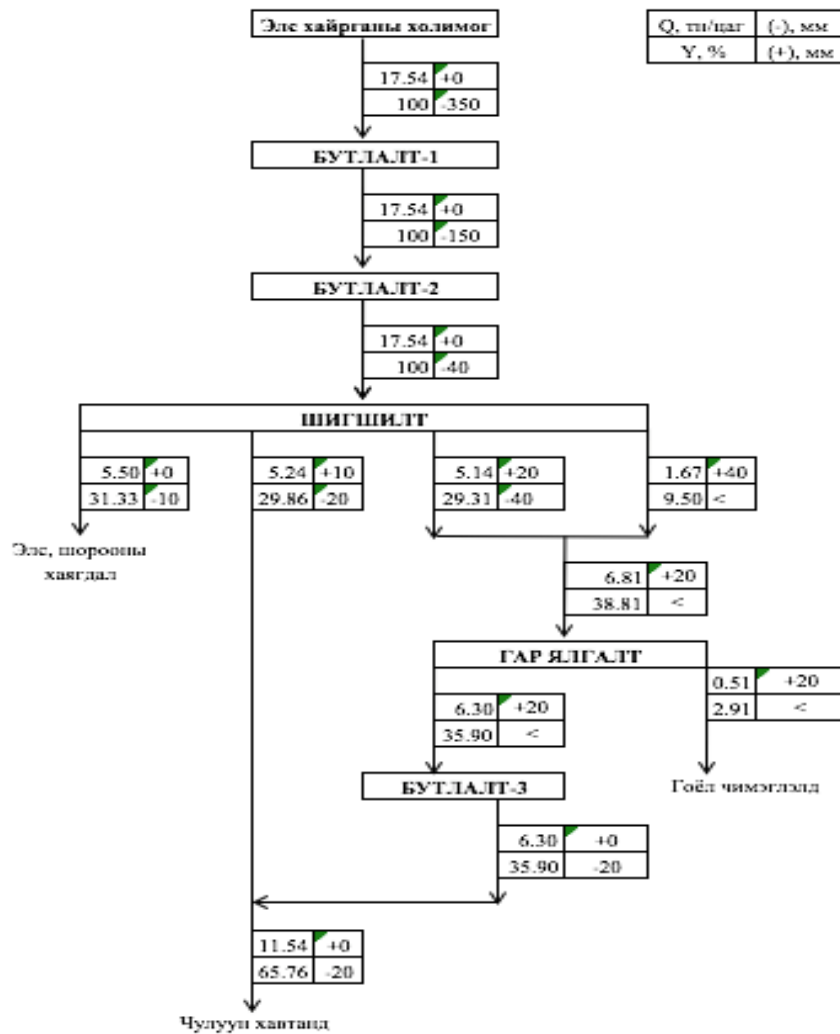 Элс хайрганы холимог
Q, тн/цаг (-), мм
Y, % (+), мм
17.54 +0
100 -350
БУТЛАЛТ-1
17.54 +0
100 -150
БУТЛАЛТ-2
17.54 +0
100 -40
ШИГШИЛТ
5.50 +0
31.33 -10
5.24 +10
29.86 -20
5.14 +20
29.31 -40
1.67 +40
9.50 <
Элс, шорооны
хаягдал
6.81 +20
38.81 <
ГАР ЯЛГАЛТ
0.51 +20
2.91 <
6.30 +20
35.90 <
БУТЛАЛТ-3
Гоёл чимэглэлд
6.30 +0
35.90 -20
11.54 +0
65.76 -20
Чулуун хавтанд